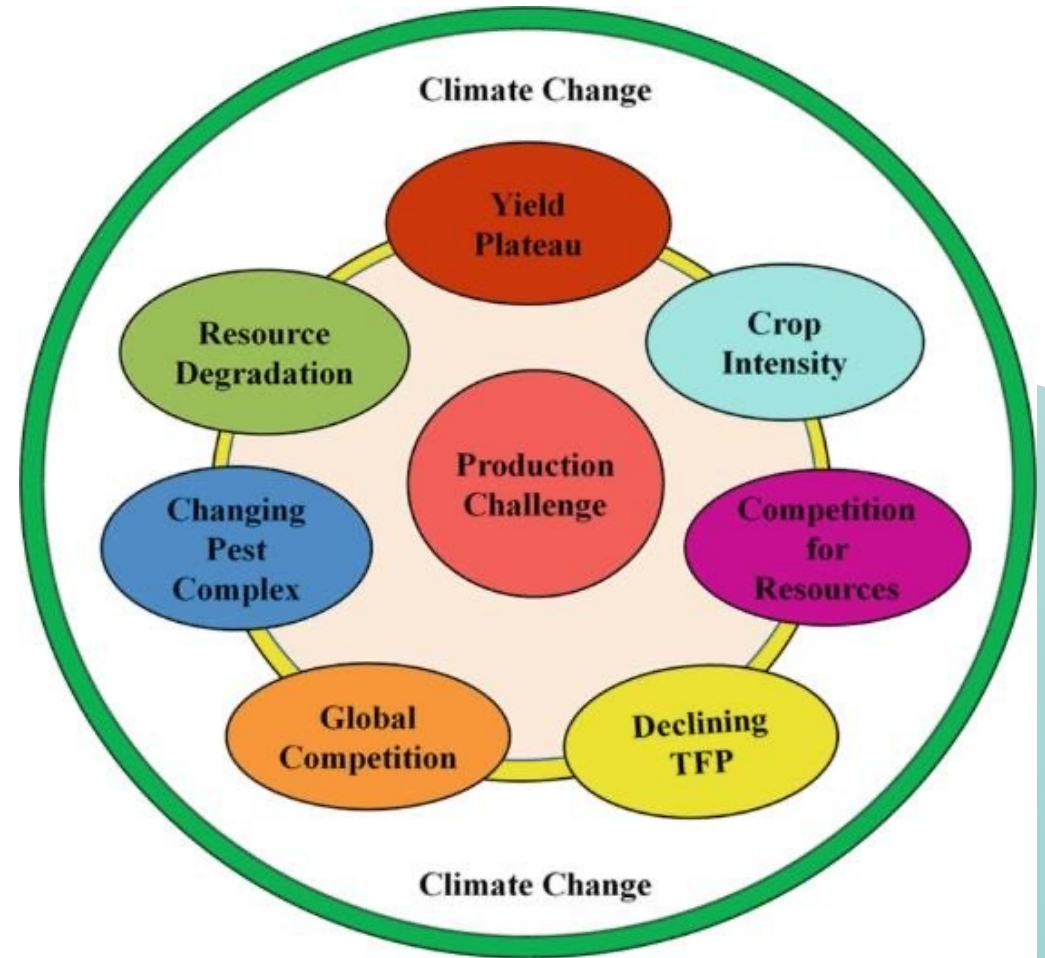 Climate Change
Yield
Plateau
Crop
Intensity
Resource
Degradation
Production
Challenge
Competition
for
Resources
Changing
Pest
Complex
Declining
TFP
Global
Competition
Climate Change